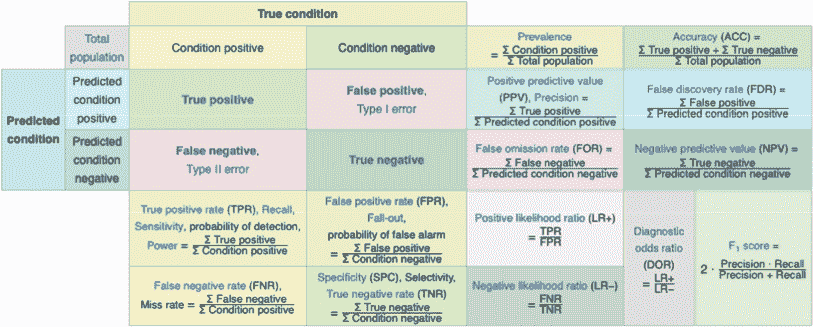 True condition
Total
population
Condition positive
Condition negative
Prevalence
= Σ Condition positive
Σ Total population
Accuracy (ACC) =
Σ True positive + Σ True negative
Σ Total population
Predicted
condition
Predicted
condition
positive
True positive
False positive,
Type I error
Positive predictive value
(PPV), Precision =
Σ True positive
Σ Predicted condition positive
False discovery rate (FDR) =
Σ False positive
Σ Predicted condition positive
Predicted
condition
negative
False negative,
Type II error
True negative
False omission rate (FOR) =
Σ False negative
Σ Predicted condition negative
Negative predictive value (NPV) =
Σ True negative
Σ Predicted condition negative
True positive rate (TPR), Recall,
Sensitivity, probability of detection,
Power = Σ True positive
Σ Condition positive
False positive rate (FPR),
Fall-out,
probability of false alarm
= Σ False positive
Σ Condition negative
Positive likelihood ratio (LR+)
= TPR
FPR
Diagnostic
odds ratio
(DOR)
= LR+
LR−
F1 score =
2 · Precision · Recall
Precision + Recall
False negative rate (FNR),
Miss rate = Σ False negative
Σ Condition positive
Specificity (SPC), Selectivity,
True negative rate (TNR)
= Σ True negative
Σ Condition negative
Negative likelihood ratio (LR−)
= FNR
TNR